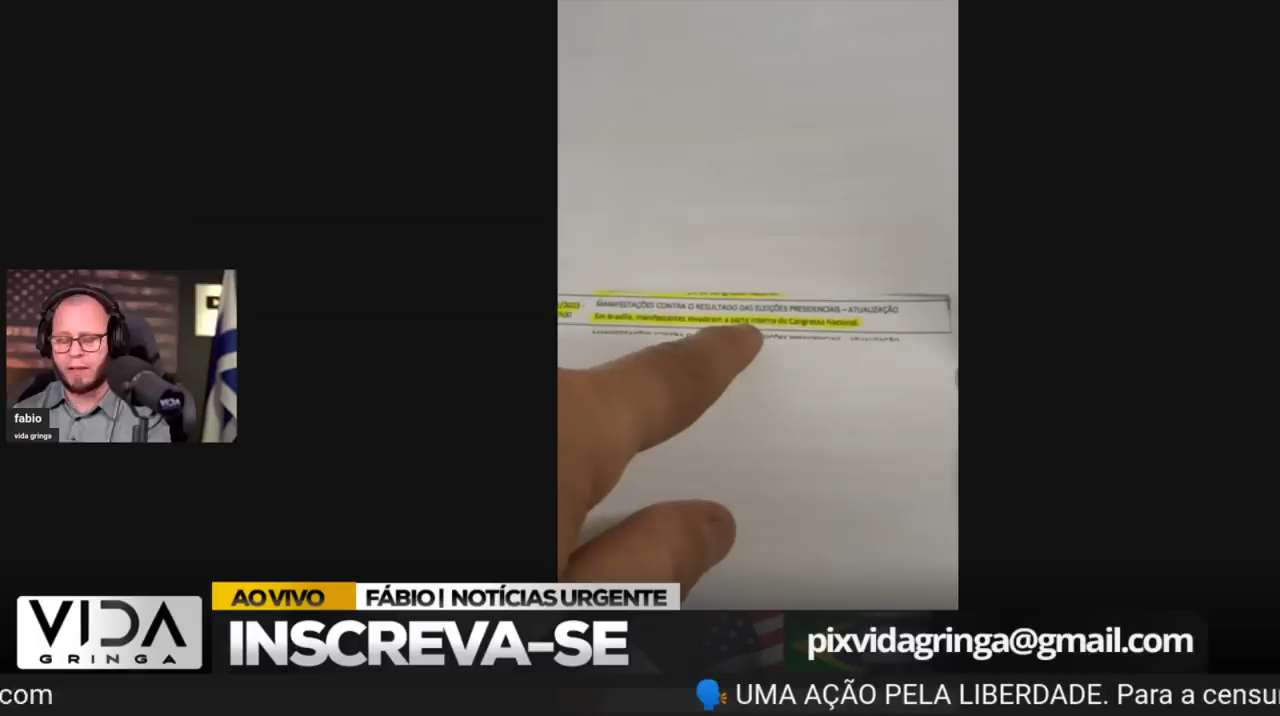 /2023 -
MANIFESTAÇÕES CONTRA O RESULTADO DAS ELEIÇÕES PRESIDENCIAIS – ATUALIZAÇÃO
Em Brasília, manifestantes invadiram a parte interna do Congresso Nacional.
fabio
vida gringa
VIDA
VIDA
GRINGA
AO VIVO
FÁBIO | NOTÍCIAS URGENTE
INSCREVA-SE
pixvidagringa@gmail.com
com
UMA AÇÃO PELA LIBERDADE. Para a censu